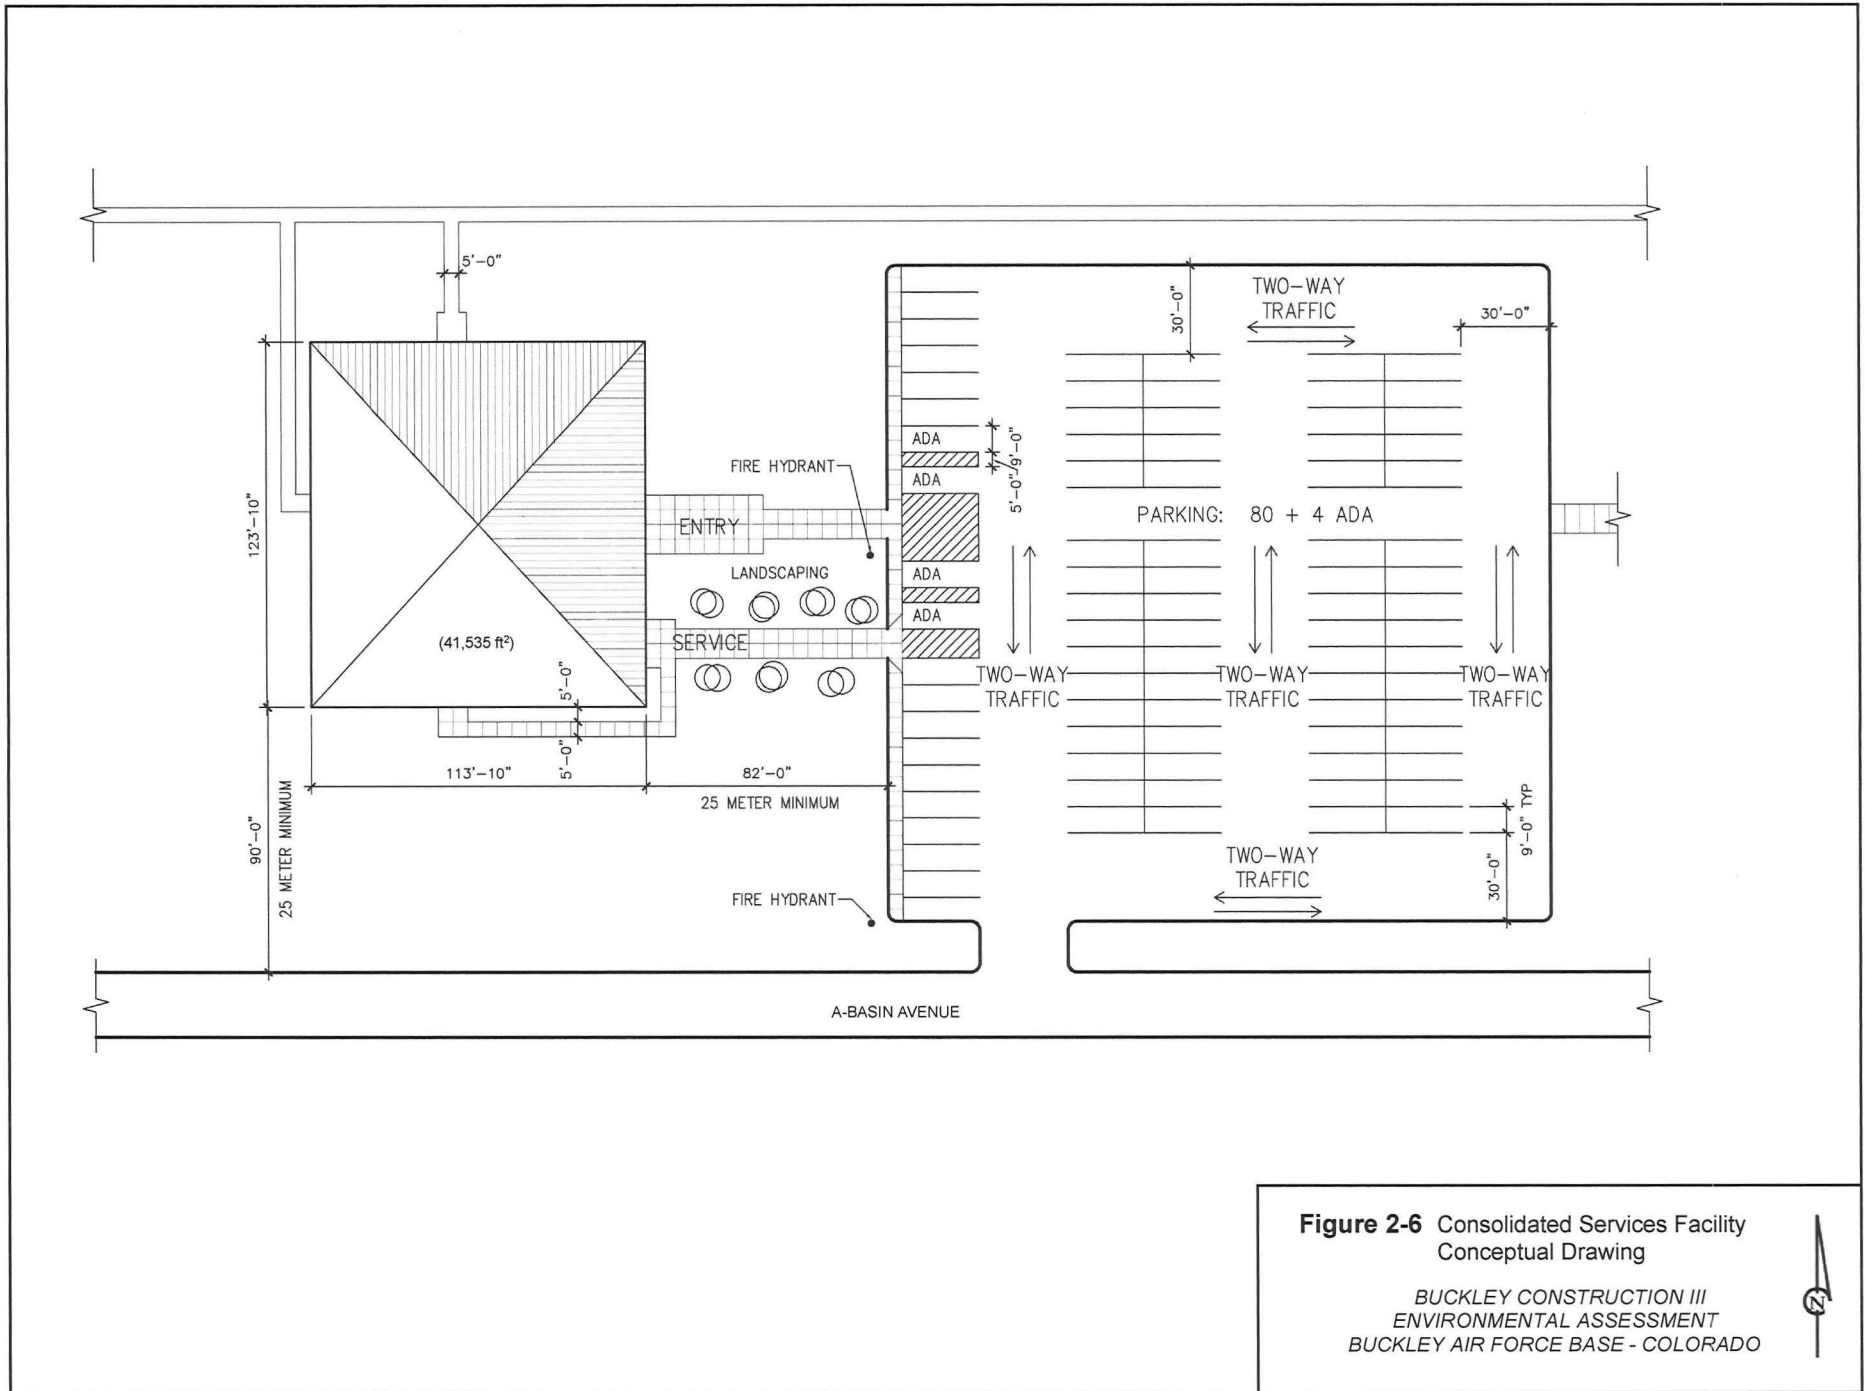 5'-0"
TWO-WAY
TRAFFIC
30'-0"
30'-0"
ADA
5'-0"
9'-0"
FIRE HYDRANT
ADA
123'-10"
ENTRY
PARKING: 80 + 4 ADA
LANDSCAPING
ADA
ADA
SERVICE
(41,535 ft²)
5'-0"
TWO-WAY
TRAFFIC
TWO-WAY
TRAFFIC
TWO-WAY
TRAFFIC
5'-0"
113'-10"
82'-0"
25 METER MINIMUM
90'-0"
25 METER MINIMUM
9'-0" TYP
TWO-WAY
TRAFFIC
30'-0"
FIRE HYDRANT
A-BASIN AVENUE
Figure 2-6 Consolidated Services Facility
Conceptual Drawing
BUCKLEY CONSTRUCTION III
ENVIRONMENTAL ASSESSMENT
BUCKLEY AIR FORCE BASE - COLORADO
N